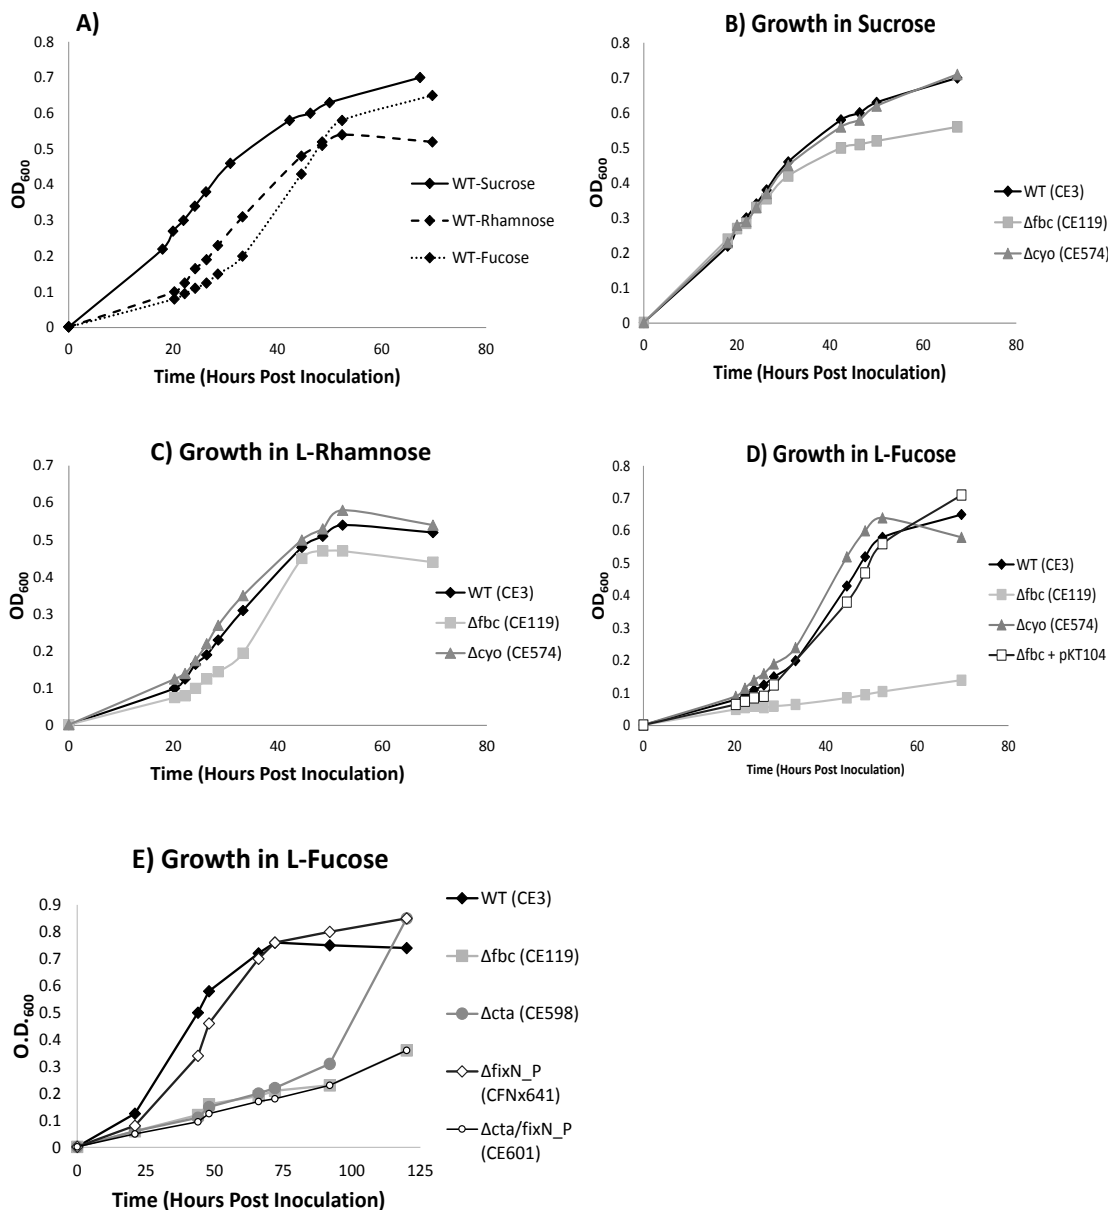 A)
0.8
0.7
0.6
0.5
0.4
0.3
0.2
0.1
0
OD600
0 20 40 60 80
Time (Hours Post Inoculation)
WT-Sucrose
WT-Rhamnose
WT-Fucose
B) Growth in Sucrose
0.8
0.7
0.6
0.5
0.4
0.3
0.2
0.1
0
OD600
0 20 40 60 80
Time (Hours Post Inoculation)
WT (CE3)
Δfbc (CE119)
Δcyo (CE574)
C) Growth in L-Rhamnose
0.7
0.6
0.5
0.4
0.3
0.2
0.1
0
OD600
0 20 40 60 80
Time (Hours Post Inoculation)
WT (CE3)
Δfbc (CE119)
Δcyo (CE574)
D) Growth in L-Fucose
0.8
0.7
0.6
0.5
0.4
0.3
0.2
0.1
0
OD600
0 20 40 60 80
Time (Hours Post Inoculation)
WT (CE3)
Δfbc (CE119)
Δcyo (CE574)
Δfbc + pKT104
E) Growth in L-Fucose
0.9
0.8
0.7
0.6
0.5
0.4
0.3
0.2
0.1
0
O.D.600
0 25 50 75 100 125
Time (Hours Post Inoculation)
WT (CE3)
Δfbc (CE119)
Δcta (CE598)
ΔfixN_P
(CFNx641)
Δcta/fixN_P
(CE601)